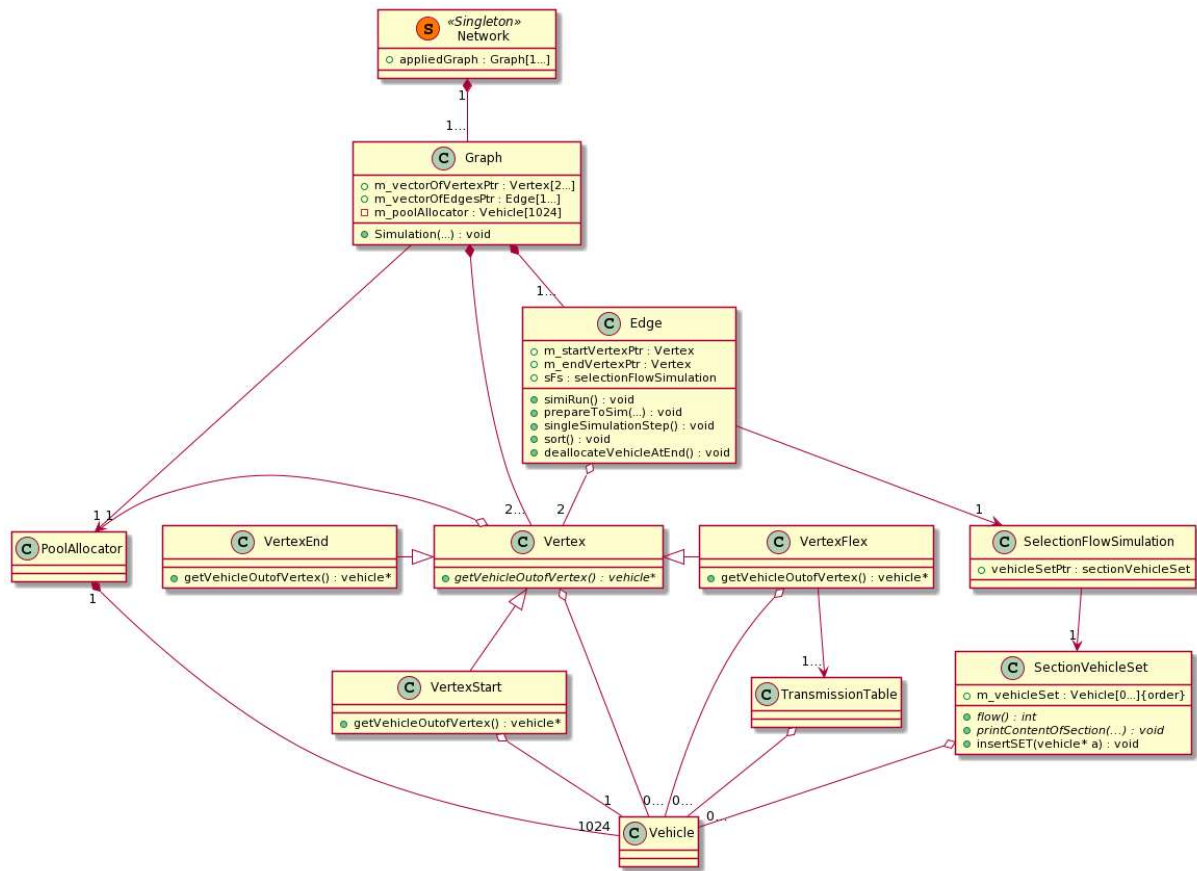 S
«Singleton»
Network
appliedGraph : Graph[1...]
1
1...
C Graph
m_vectorOfVertexPtr : Vertex[2...]
m_vectorOfEdgesPtr : Edge[1...]
m_poolAllocator : Vehicle[1024]
Simulation(...) : void
1...
C Edge
m_startVertexPtr : Vertex
m_endVertexPtr : Vertex
sFs : selectionFlowSimulation
simiRun() : void
prepareToSim(...) : void
singleSimulationStep() : void
sort() : void
deallocateVehicleAtEnd() : void
1 1
2...
2
1
C PoolAllocator
C VertexEnd
getVehicleOutofVertex() : vehicle*
C Vertex
getVehicleOutofVertex() : vehicle*
C VertexFlex
getVehicleOutofVertex() : vehicle*
C SelectionFlowSimulation
vehicleSetPtr : sectionVehicleSet
1
1...
1
C VertexStart
getVehicleOutofVertex() : vehicle*
C TransmissionTable
C SectionVehicleSet
m_vehicleSet : Vehicle[0...]{order}
flow() : int
printContentOfSection(...) : void
insertSET(vehicle* a) : void
1024
1
0...
0...
0...
C Vehicle